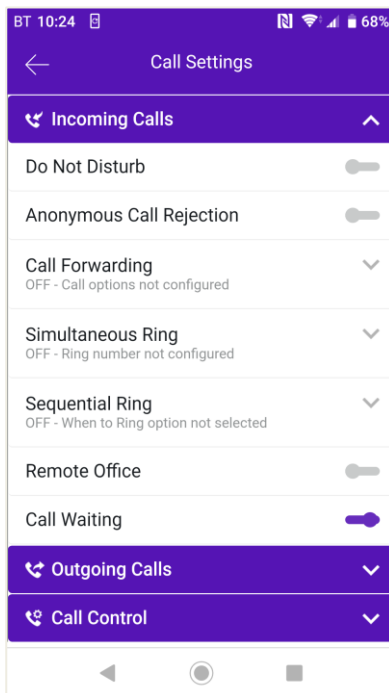 BT 10:24 68%
Call Settings
Incoming Calls
Do Not Disturb
Anonymous Call Rejection
Call Forwarding
OFF - Call options not configured
Simultaneous Ring
OFF - Ring number not configured
Sequential Ring
OFF - When to Ring option not selected
Remote Office
Call Waiting
Outgoing Calls
Call Control